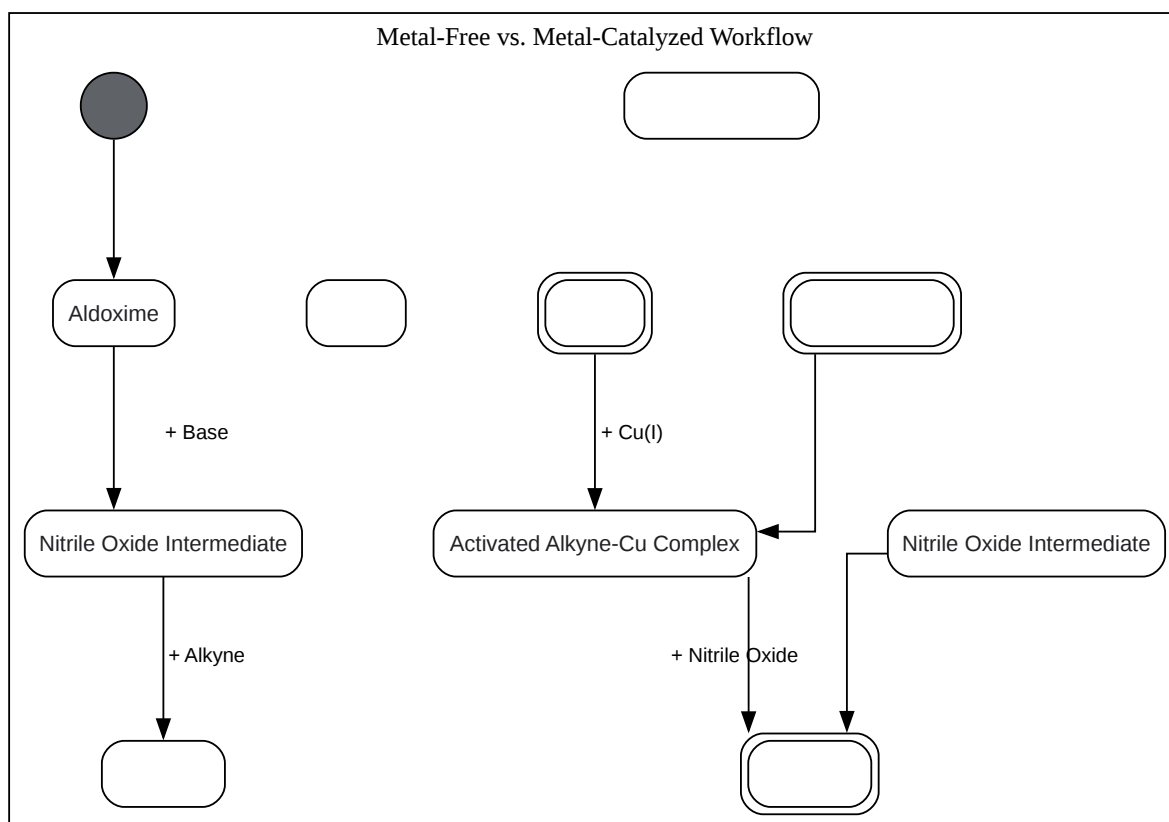 Metal-Free vs. Metal-Catalyzed Workflow
Aldoxime
+ Base
+ Cu(I)
Nitrile Oxide Intermediate
Activated Alkyne-Cu Complex
Nitrile Oxide Intermediate
+ Alkyne
+ Nitrile Oxide